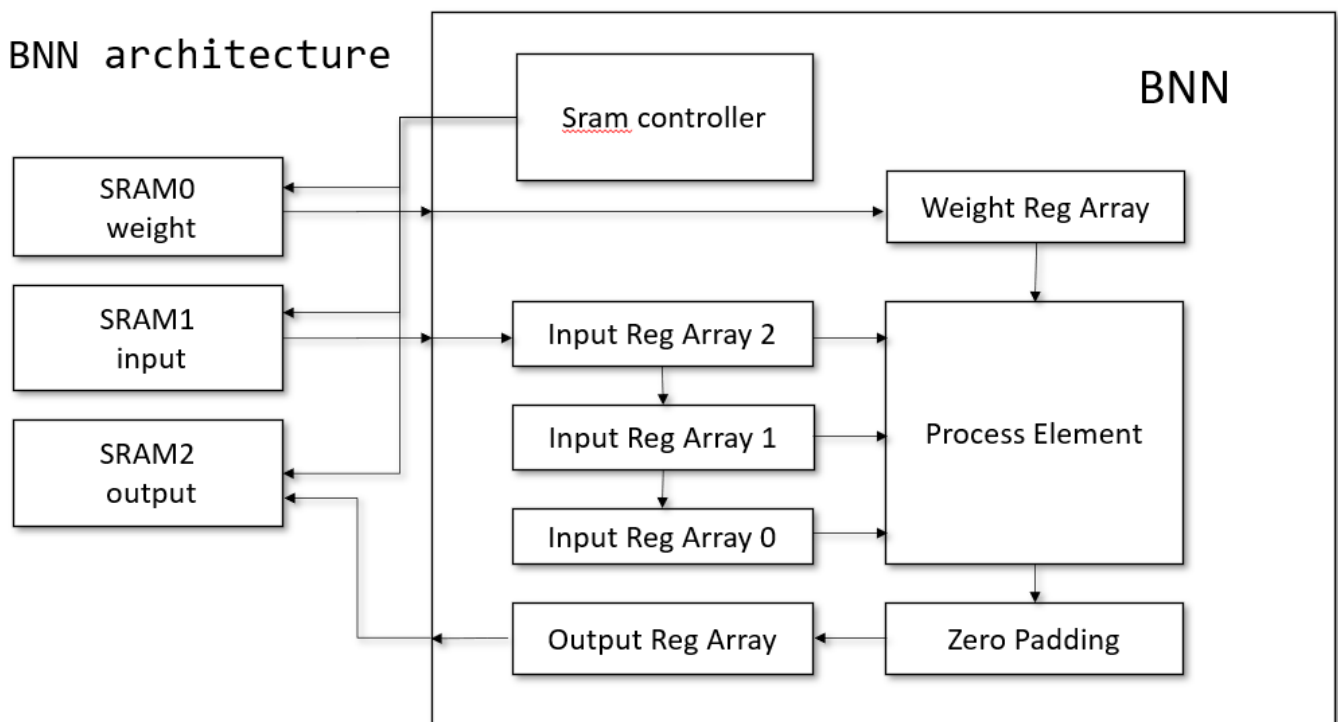 BNN architecture
BNN
Sram controller
SRAM0
weight
Weight Reg Array
SRAM1
input
Input Reg Array 2
Input Reg Array 1
Process Element
SRAM2
output
Input Reg Array 0
Output Reg Array
Zero Padding